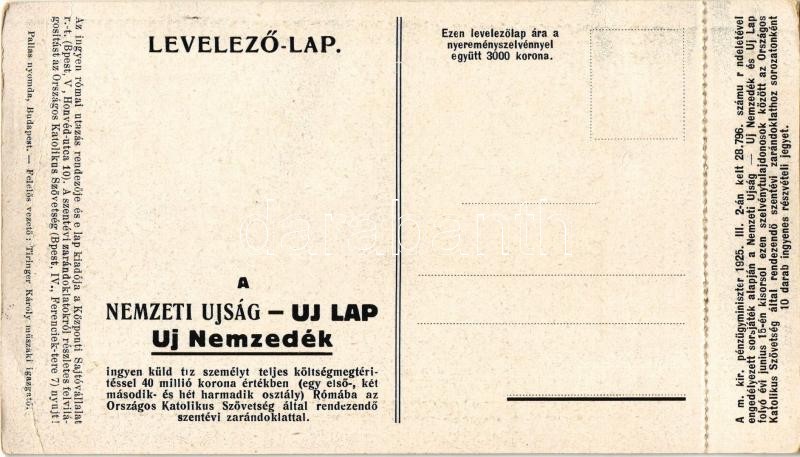 LEVELEZŐ-LAP.
Ezen levelezőlap ára a
nyereményszelvénnyel
együtt 3000 korona.
A
NEMZETI UJSÁG – UJ LAP
Uj Nemzedék
ingyen küld tiz személyt teljes költségmegtéri-
téssel 40 millió korona értékben (egy első-, két
második- és hét harmadik osztály) Rómába az
Országos Katolikus Szövetség által rendezendő
szentévi zarándoklattal.
Az ingyen római utazás rendezője és e lap kiadója a Központi Sajtóvállalat
r.-t. (Bpest, V., Honvéd-utca 10). A szentévi zarándoklatokról részletes felvilá-
gosítást az Országos Katolikus Szövetség (Bpest, IV., Ferenciek-tere 7) nyujt!
Pallas nyomda, Budapest. — Felelős vezető: Tiringer Károly műszaki igazgató.
A m. kir. pénzügyminiszter 1925. III. 2-án kelt 28.796. számu r ndeletével
engedélyezett sorsjáték alapján a Nemzeti Ujság — Uj Nemzedék és Uj Lap
folyó évi junius 15-én kisorsol ezen szelvénytulajdonosok között az Országos
Katolikus Szövetség által rendezendő szentévi zarándoklathoz sorozatonként
10 darab ingyenes részvételi jegyet.
darabanth